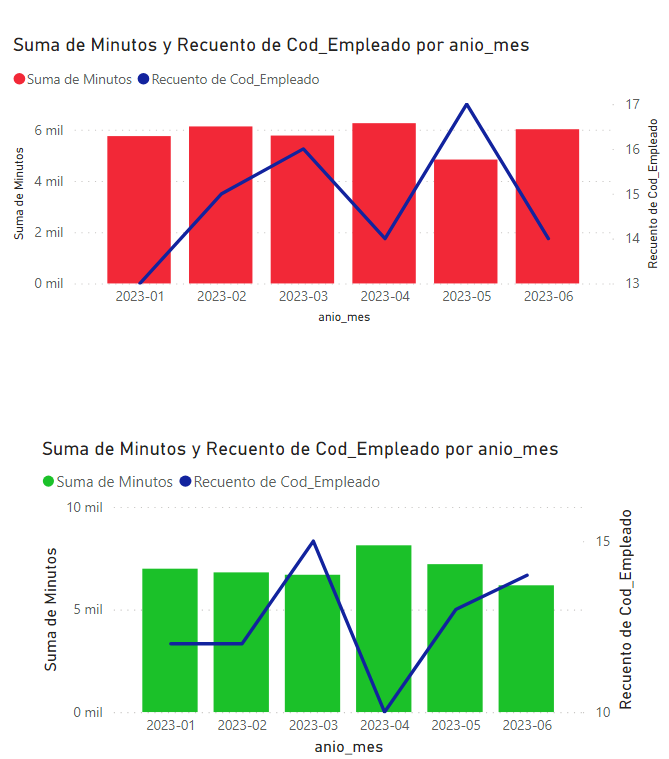 Suma de Minutos y Recuento de Cod_Empleado por anio_mes
Suma de Minutos Recuento de Cod_Empleado
17
6 mil
16
4 mil
15
2 mil
14
0 mil
13
Suma de Minutos
Recuento de Cod_Empleado
2023-01 2023-02 2023-03 2023-04 2023-05 2023-06
anio_mes
Suma de Minutos y Recuento de Cod_Empleado por anio_mes
Suma de Minutos Recuento de Cod_Empleado
10 mil
15
5 mil
0 mil
10
Suma de Minutos
Recuento de Cod_Empleado
2023-01 2023-02 2023-03 2023-04 2023-05 2023-06
anio_mes